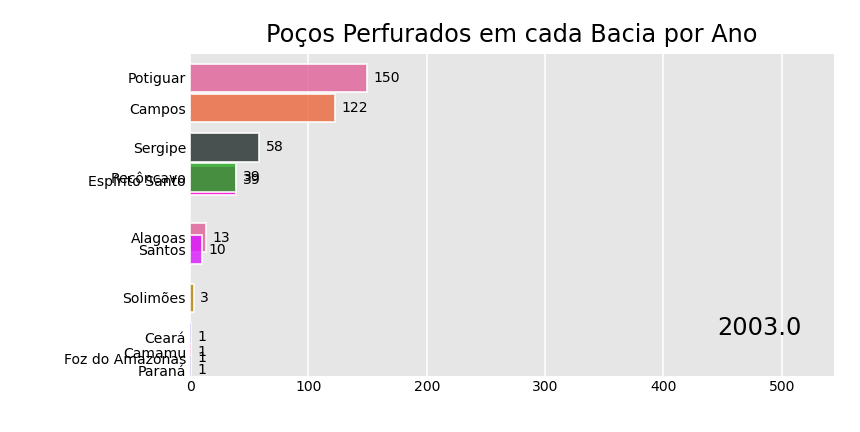 Poços Perfurados em cada Bacia por Ano
Potiguar 150
Campos 122
Sergipe 58
Recôncavo 39
Espírito Santo 39
Alagoas 13
Santos 10
Solimões 3
2003.0
Ceará 1
Camamu 1
Foz do Amazonas 1
Paraná 1
0 100 200 300 400 500